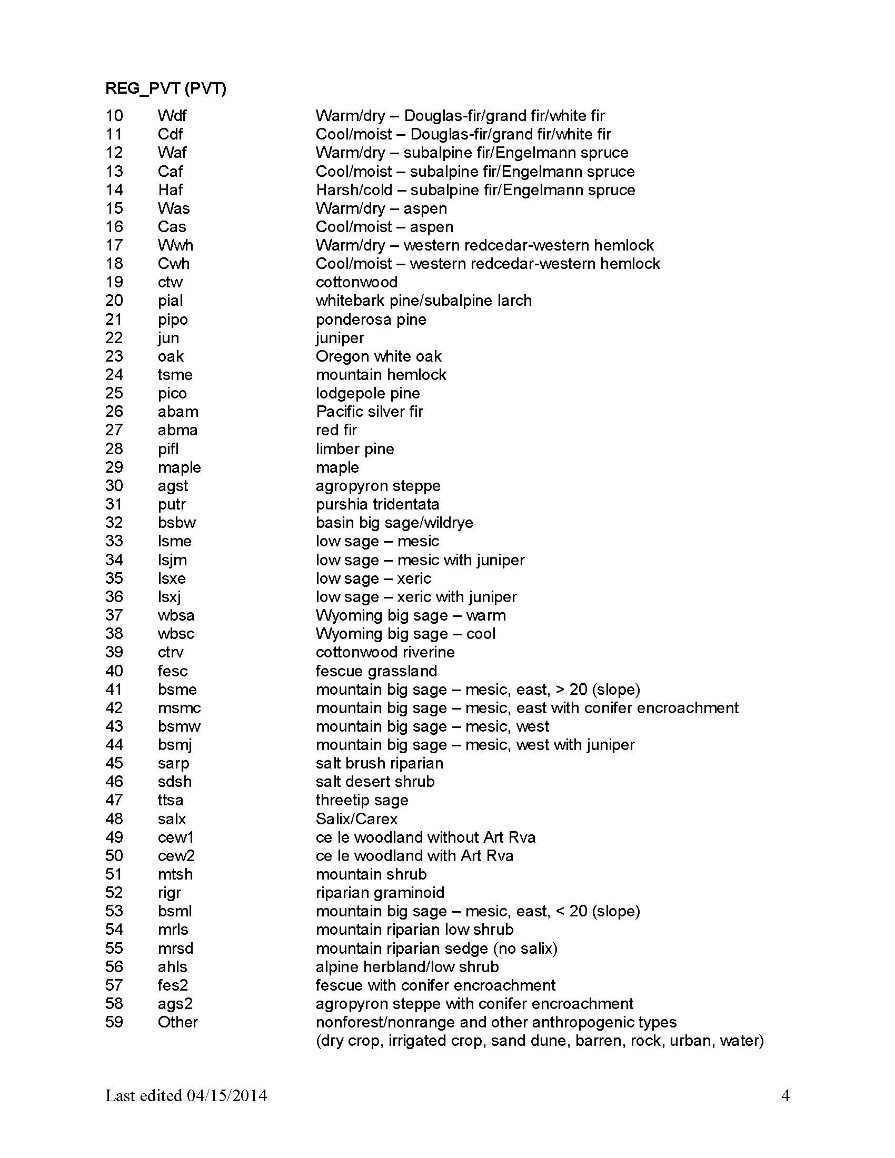 REG_PVT (PVT)
10 Wdf Warm/dry – Douglas-fir/grand fir/white fir
11 Cdf Cool/moist – Douglas-fir/grand fir/white fir
12 Waf Warm/dry – subalpine fir/Engelmann spruce
13 Caf Cool/moist – subalpine fir/Engelmann spruce
14 Haf Harsh/cold – subalpine fir/Engelmann spruce
15 Was Warm/dry – aspen
16 Cas Cool/moist – aspen
17 Wwh Warm/dry – western redcedar-western hemlock
18 Cwh Cool/moist – western redcedar-western hemlock
19 ctw cottonwood
20 pial whitebark pine/subalpine larch
21 pipo ponderosa pine
22 jun juniper
23 oak Oregon white oak
24 tsme mountain hemlock
25 pico lodgepole pine
26 abam Pacific silver fir
27 abma red fir
28 pifl limber pine
29 maple maple
30 agst agropyron steppe
31 putr purshia tridentata
32 bsbw basin big sage/wildrye
33 lsme low sage – mesic
34 lsjm low sage – mesic with juniper
35 lsxe low sage – xeric
36 lsxj low sage – xeric with juniper
37 wbsa Wyoming big sage – warm
38 wbsc Wyoming big sage – cool
39 ctrv cottonwood riverine
40 fesc fescue grassland
41 bsme mountain big sage – mesic, east, > 20 (slope)
42 msmc mountain big sage – mesic, east with conifer encroachment
43 bsmw mountain big sage – mesic, west
44 bsmj mountain big sage – mesic, west with juniper
45 sarp salt brush riparian
46 sdsh salt desert shrub
47 ttsa threetip sage
48 salx Salix/Carex
49 cew1 ce le woodland without Art Rva
50 cew2 ce le woodland with Art Rva
51 mtsh mountain shrub
52 rigr riparian graminoid
53 bsml mountain big sage – mesic, east, < 20 (slope)
54 mrls mountain riparian low shrub
55 mrsd mountain riparian sedge (no salix)
56 ahls alpine herbland/low shrub
57 fes2 fescue with conifer encroachment
58 ags2 agropyron steppe with conifer encroachment
59 Other nonforest/nonrange and other anthropogenic types
(dry crop, irrigated crop, sand dune, barren, rock, urban, water)
Last edited 04/15/2014 4